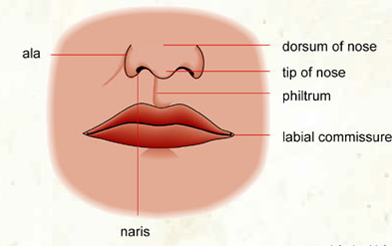 dorsum of nose
ala
tip of nose
philtrum
labial commissure
naris